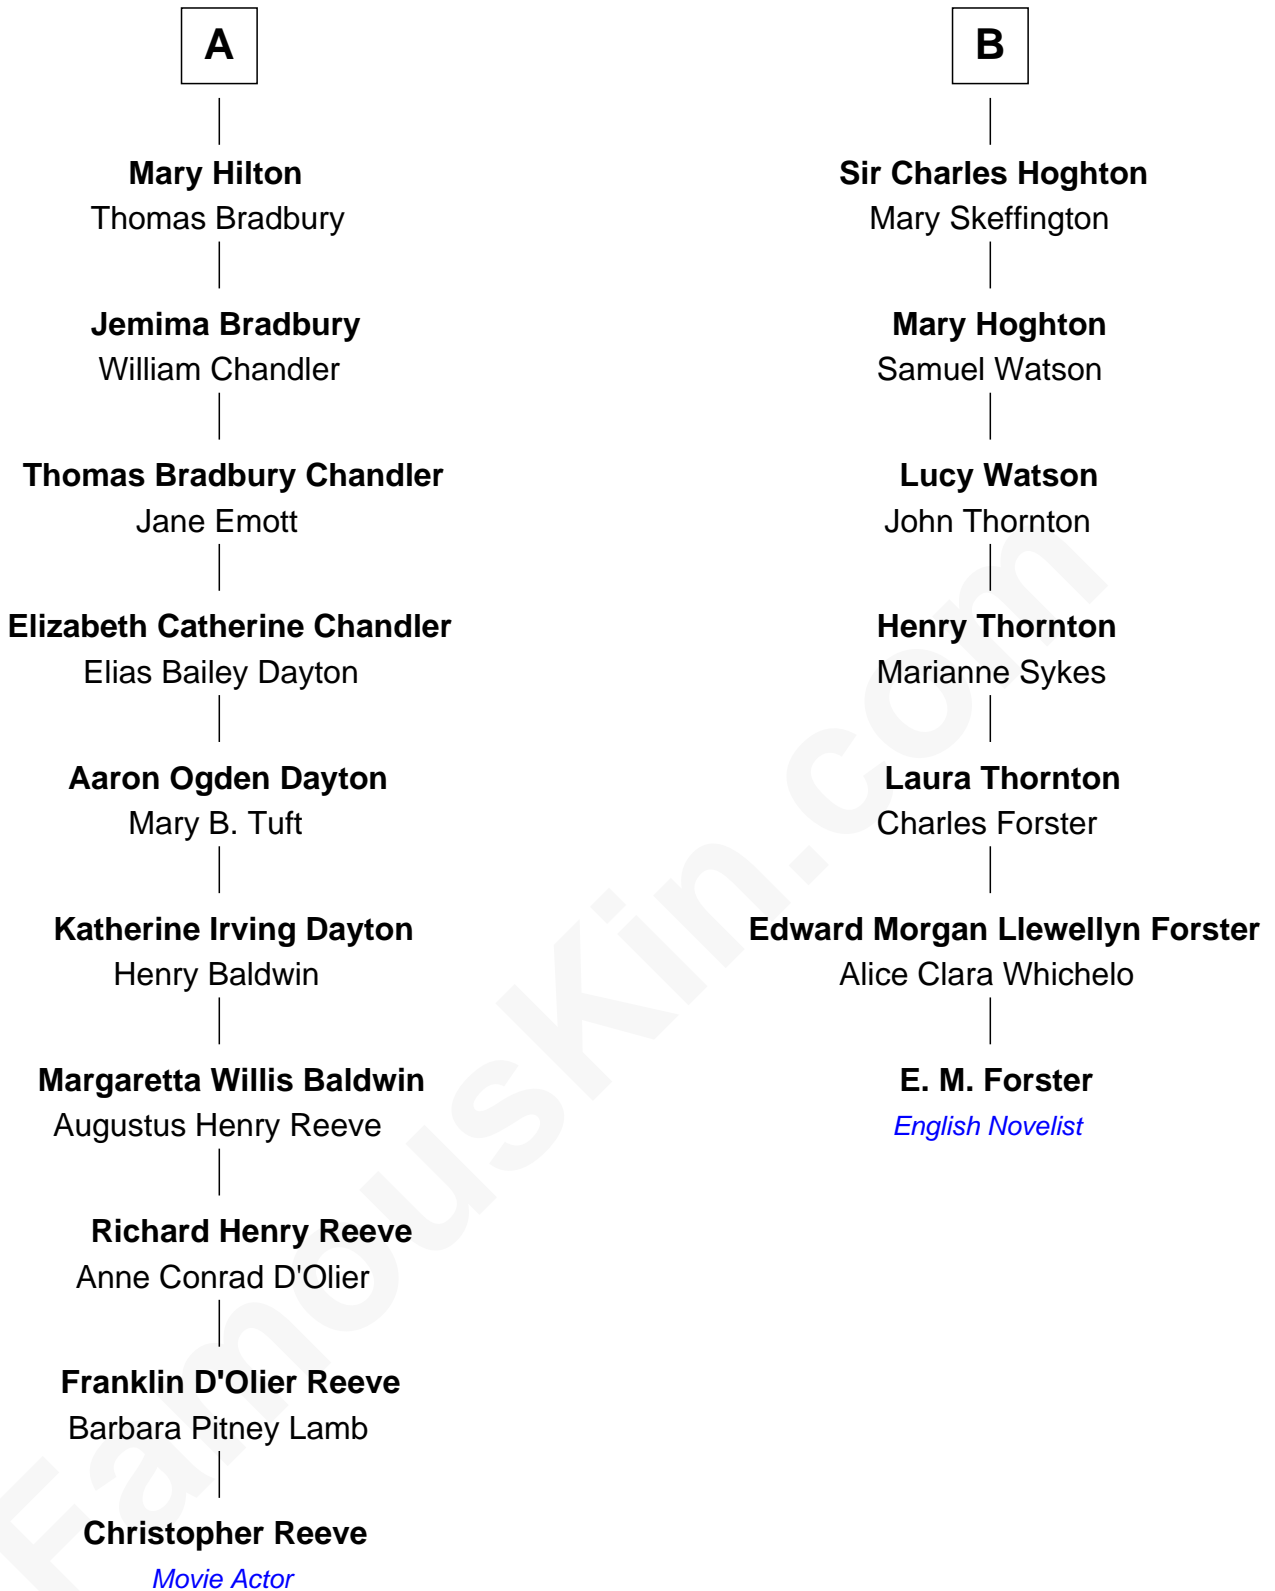 A
Mary Hilton
Thomas Bradbury
Jemima Bradbury
William Chandler
Thomas Bradbury Chandler
Jane Emott
Elizabeth Catherine Chandler
Elias Bailey Dayton
Aaron Ogden Dayton
Mary B. Tuft
Katherine Irving Dayton
Henry Baldwin
Margaretta Willis Baldwin
Augustus Henry Reeve
Richard Henry Reeve
Anne Conrad D'Olier
Franklin D'Olier Reeve
Barbara Pitney Lamb
Christopher Reeve
Movie Actor
B
Sir Charles Hoghton
Mary Skeffington
Mary Hoghton
Samuel Watson
Lucy Watson
John Thornton
Henry Thornton
Marianne Sykes
Laura Thornton
Charles Forster
Edward Morgan Llewellyn Forster
Alice Clara Whichelo
E. M. Forster
English Novelist
FamousKin.com